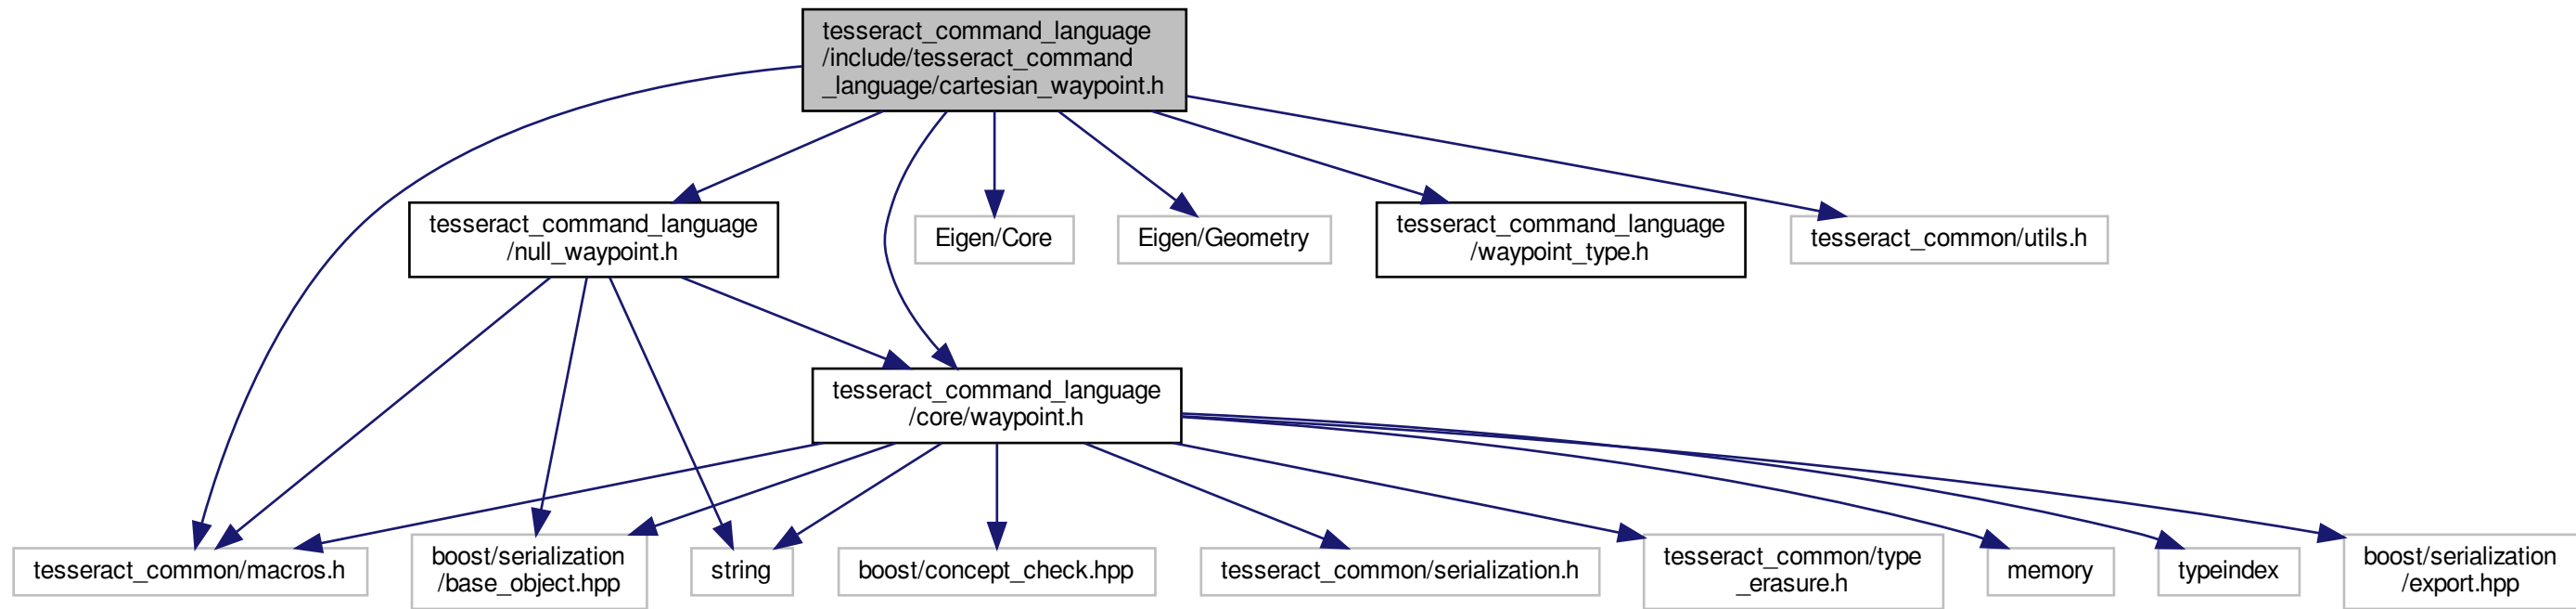 tesseract_command_language
/include/tesseract_command
_language/cartesian_waypoint.h
tesseract_command_language
/null_waypoint.h
Eigen/Core
Eigen/Geometry
tesseract_command_language
/waypoint_type.h
tesseract_common/utils.h
tesseract_command_language
/core/waypoint.h
tesseract_common/macros.h
boost/serialization
/base_object.hpp
string
boost/concept_check.hpp
tesseract_common/serialization.h
tesseract_common/type
_erasure.h
memory
typeindex
boost/serialization
/export.hpp